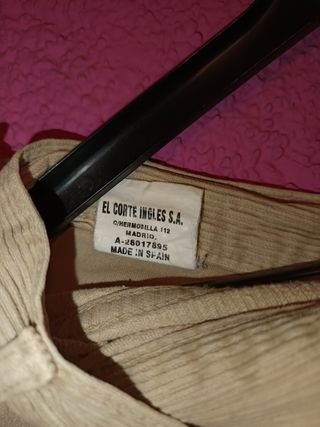 EL CORTE INGLES S.A.
C/HERMOSILLA 112
MADRID.
A-28017895
MADE IN SPAIN